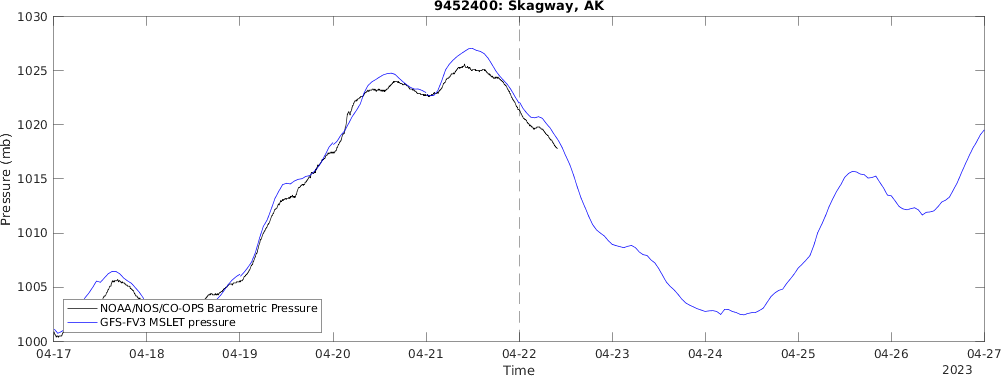 9452400: Skagway, AK
1030
1025
1020
1015
1010
1005
1000
Pressure (mb)
NOAA/NOS/CO-OPS Barometric Pressure
GFS-FV3 MSLET pressure
04-17 04-18 04-19 04-20 04-21 04-22 04-23 04-24 04-25 04-26 04-27
Time
2023